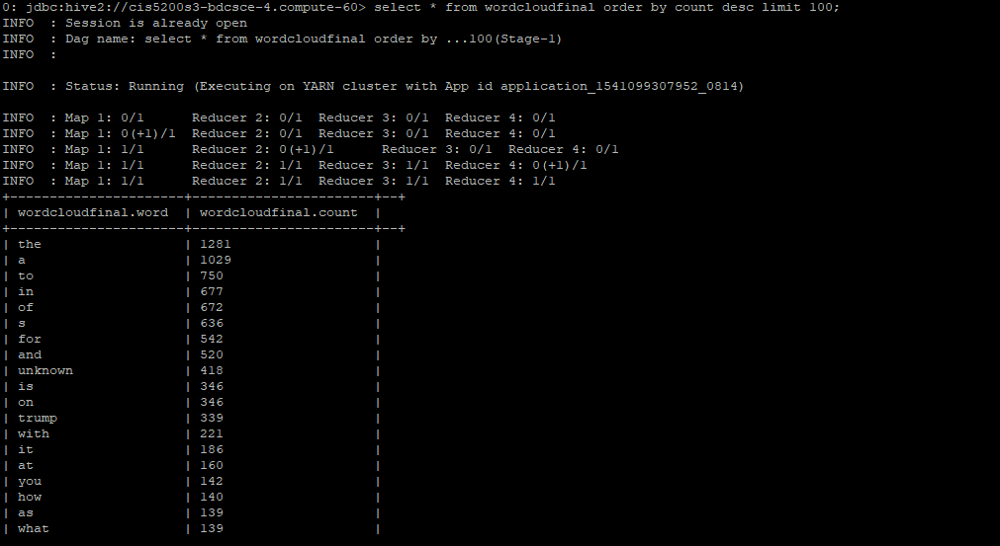 0: jdbc:hive2://cis5200s3-bdcsce-4.compute-60> select * from wordcloudfinal order by count desc limit 100;
INFO  : Session is already open
INFO  : Dag name: select * from wordcloudfinal order by ...100(Stage-1)
INFO  :
INFO  : Status: Running (Executing on YARN cluster with App id application_1541099307952_0814)
INFO  : Map 1: 0/1      Reducer 2: 0/1  Reducer 3: 0/1  Reducer 4: 0/1
INFO  : Map 1: 0(+1)/1  Reducer 2: 0/1  Reducer 3: 0/1  Reducer 4: 0/1
INFO  : Map 1: 1/1      Reducer 2: 0(+1)/1      Reducer 3: 0/1  Reducer 4: 0/1
INFO  : Map 1: 1/1      Reducer 2: 1/1  Reducer 3: 1/1  Reducer 4: 0(+1)/1
INFO  : Map 1: 1/1      Reducer 2: 1/1  Reducer 3: 1/1  Reducer 4: 1/1
+----------------------+-----------------------+--+
| wordcloudfinal.word  | wordcloudfinal.count  |
+----------------------+-----------------------+--+
| the                  | 1281                  |
| a                    | 1029                  |
| to                   | 750                   |
| in                   | 677                   |
| of                   | 672                   |
| s                    | 636                   |
| for                  | 542                   |
| and                  | 520                   |
| unknown              | 418                   |
| is                   | 346                   |
| on                   | 346                   |
| trump                | 339                   |
| with                 | 221                   |
| it                   | 186                   |
| at                   | 160                   |
| you                  | 142                   |
| how                  | 140                   |
| as                   | 139                   |
| what                 | 139                   |